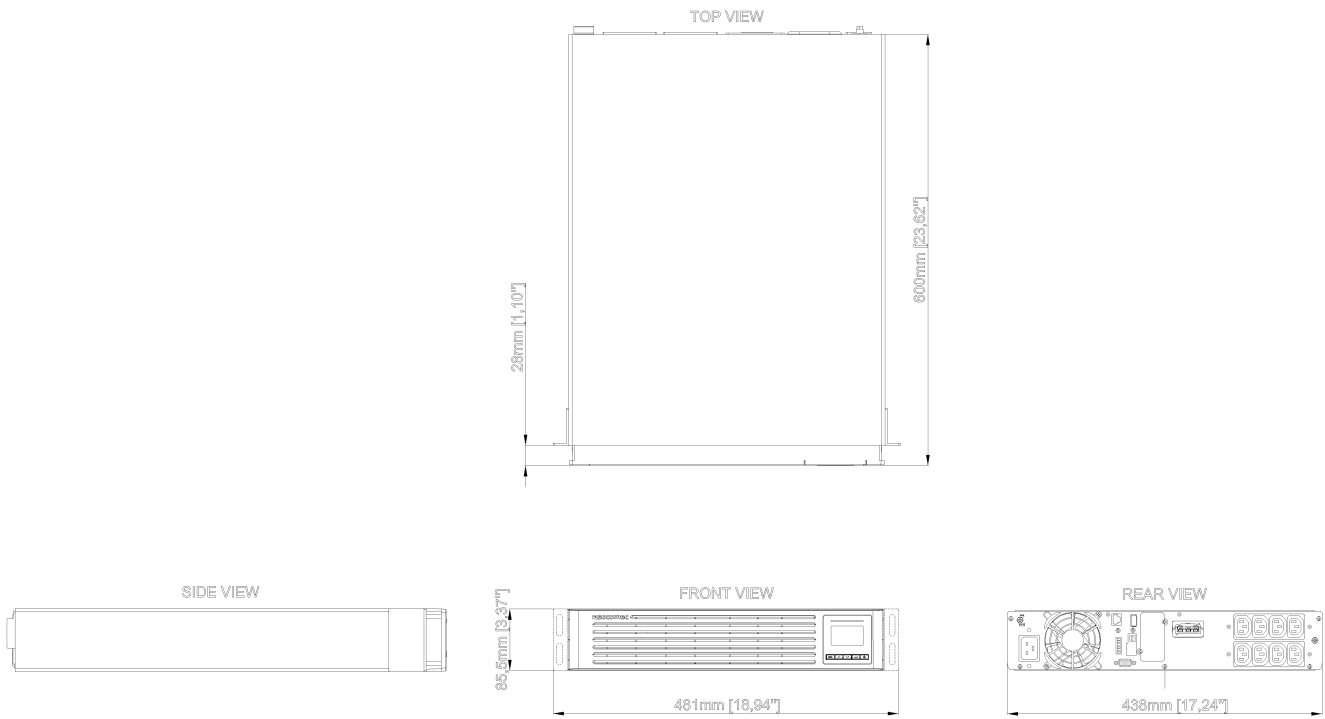 TOP VIEW
600mm [23,62"]
28mm [1,10"]
SIDE VIEW
FRONT VIEW
REAR VIEW
85,5mm [3,37"]
481mm [18,94"]
438mm [17,24"]